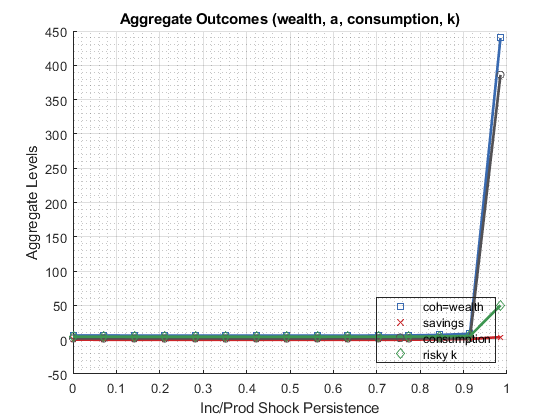 Aggregate Outcomes (wealth, a, consumption, k)
450
400
350
300
250
200
150
100
50
0
-50
Aggregate Levels
coh=wealth
savings
consumption
risky k
0 0.1 0.2 0.3 0.4 0.5 0.6 0.7 0.8 0.9 1
Inc/Prod Shock Persistence